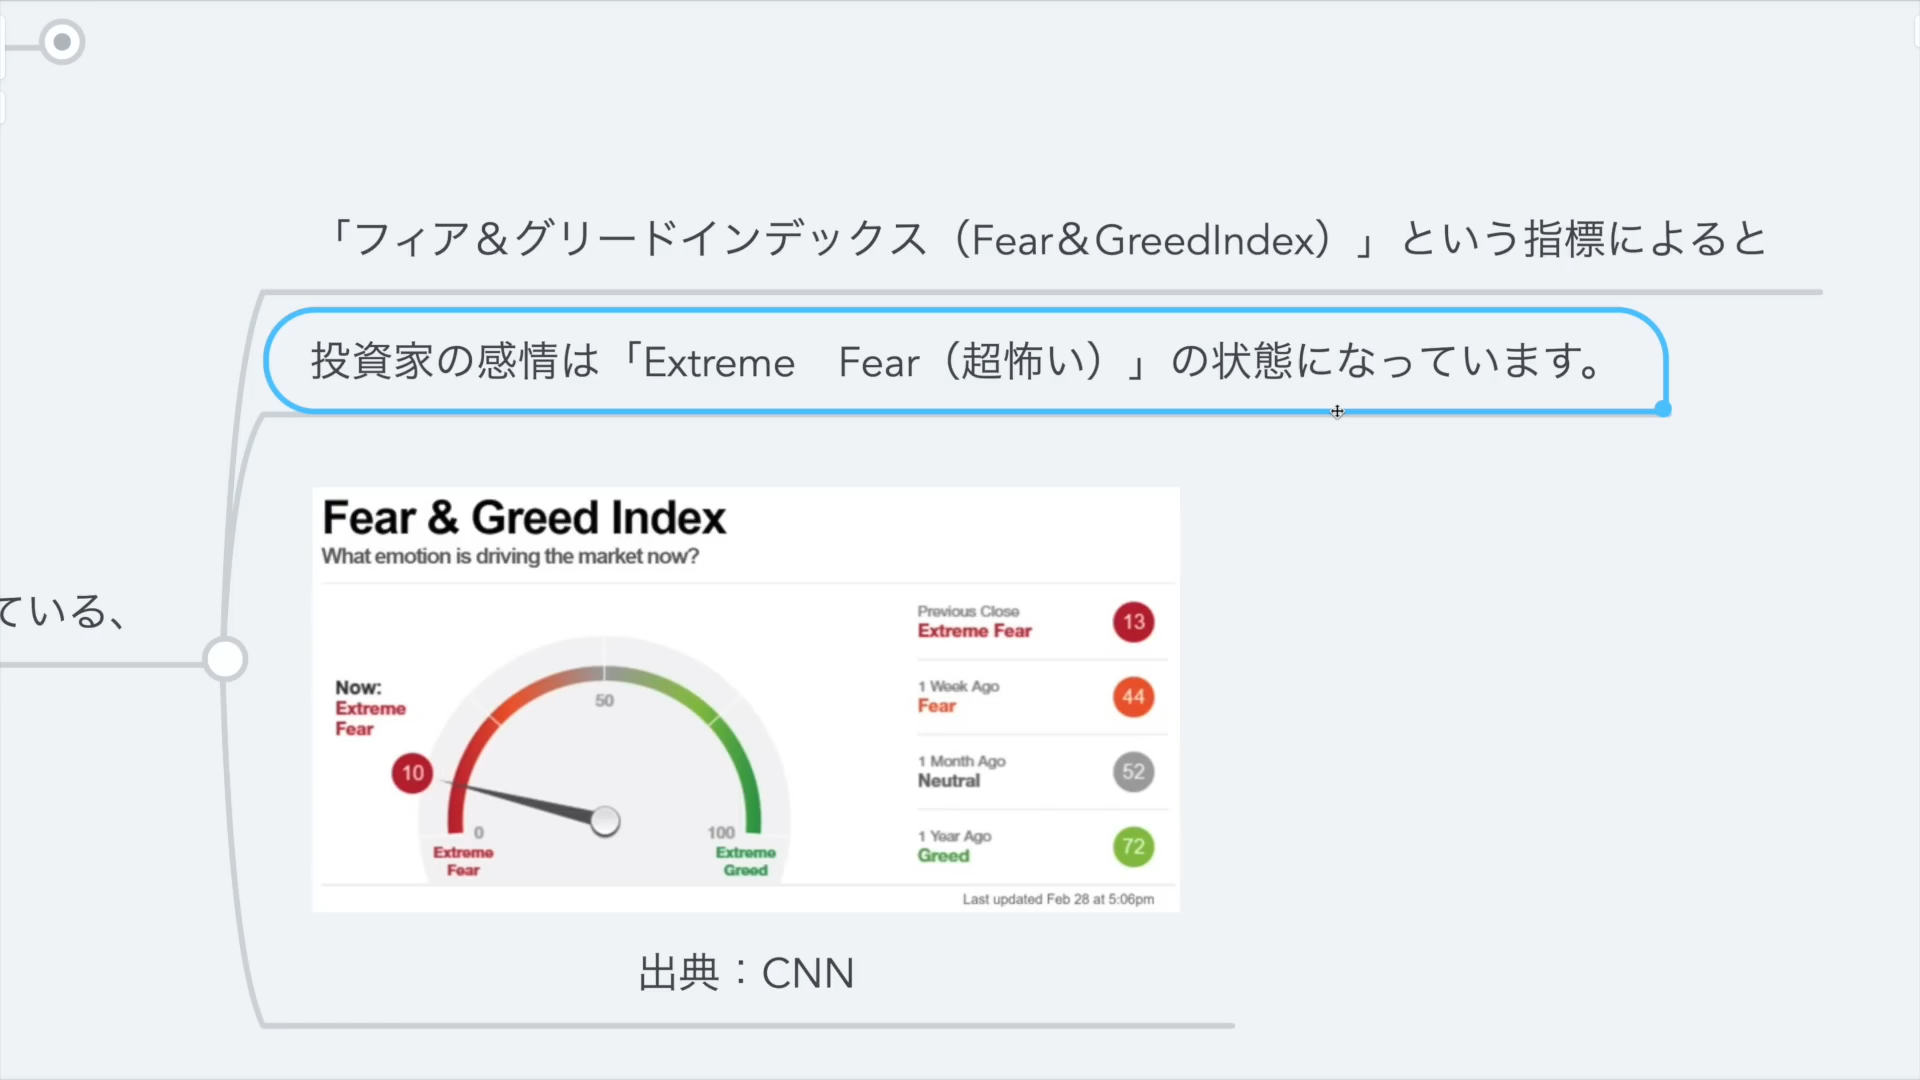 「フィア＆グリードインデックス（Fear＆GreedIndex）」という指標によると
投資家の感情は「Extreme　Fear（超怖い）」の状態になっています。
ている、
Fear & Greed Index
What emotion is driving the market now?
Now:
Extreme
Fear
10
50
0
100
Extreme
Fear
Extreme
Greed
Previous Close
Extreme Fear
13
1 Week Ago
Fear
44
1 Month Ago
Neutral
52
1 Year Ago
Greed
72
Last updated Feb 28 at 5:06pm
出典：CNN